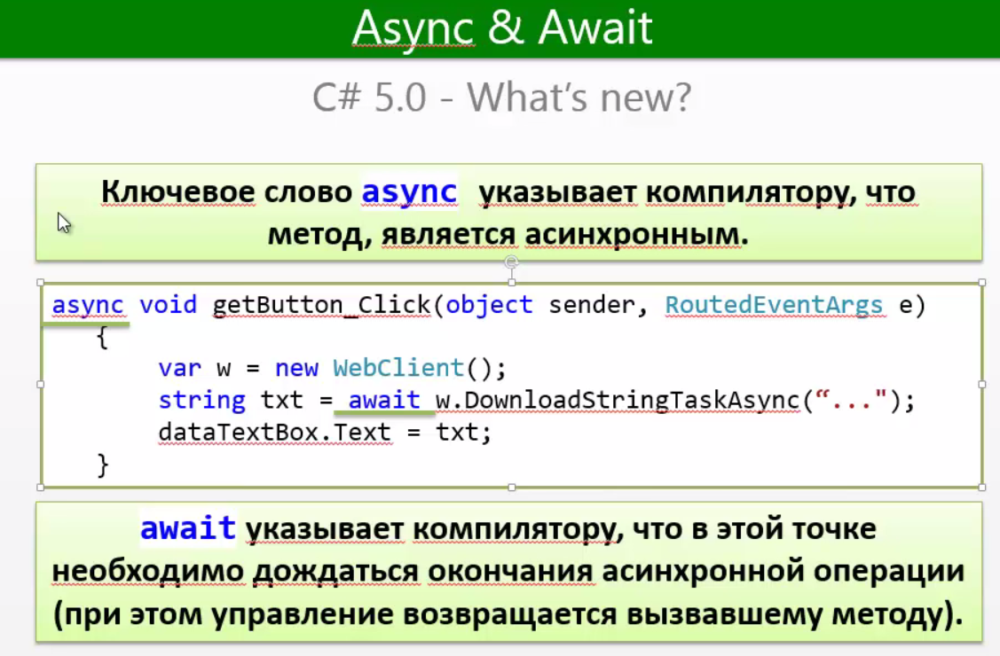 Async & Await
C# 5.0 - What's new?
Ключевое слово async указывает компилятору, что
метод, является асинхронным.
async void getButton_Click(object sender, RoutedEventArgs e)
{
var w = new WebClient();
string txt = await w.DownloadStringTaskAsync(“...");
dataTextBox.Text = txt;
}
await указывает компилятору, что в этой точке
необходимо дождаться окончания асинхронной операции
(при этом управление возвращается вызвавшему методу).